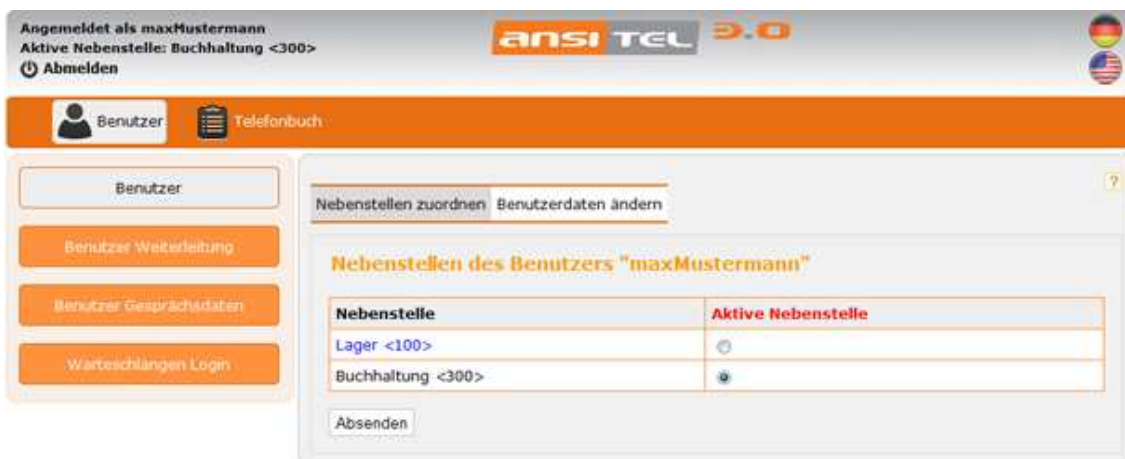 Angemeldet als maxMustermann
Aktive Nebenstelle: Buchhaltung <300>
Abmelden
ansi TEL 3.0
Benutzer
Telefonbuch
Benutzer
Benutzer Weiterleitung
Benutzer Gesprächsdaten
Warteschlangen Login
?
Nebenstellen zuordnen Benutzerdaten ändern
Nebenstellen des Benutzers "maxMustermann"
Nebenstelle Aktive Nebenstelle
Lager <100>
Buchhaltung <300>
Absenden